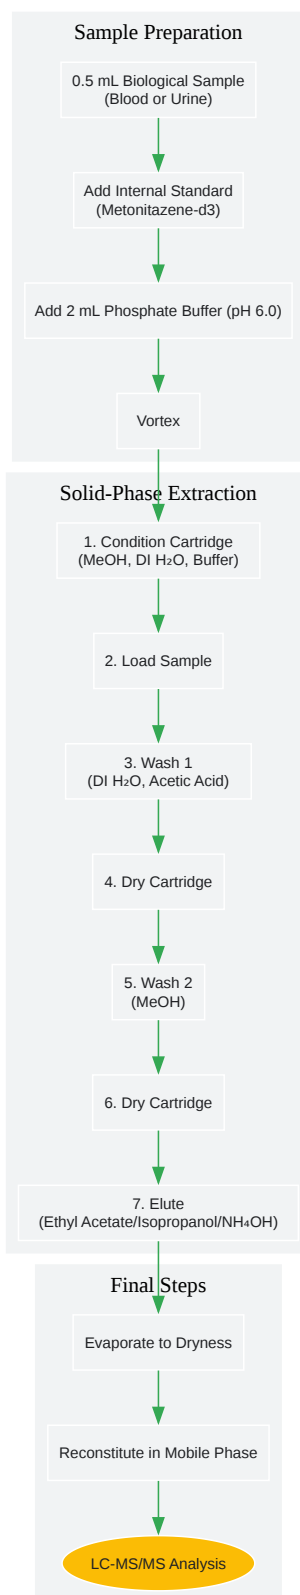 Sample Preparation
0.5 mL Biological Sample
(Blood or Urine)
Add Internal Standard
(Metonitazene-d3)
Add 2 mL Phosphate Buffer (pH 6.0)
Vortex
Solid-Phase Extraction
1. Condition Cartridge
(MeOH, DI H₂O, Buffer)
2. Load Sample
3. Wash 1
(DI H₂O, Acetic Acid)
4. Dry Cartridge
5. Wash 2
(MeOH)
6. Dry Cartridge
7. Elute
(Ethyl Acetate/Isopropanol/NH₄OH)
Final Steps
Evaporate to Dryness
Reconstitute in Mobile Phase
LC-MS/MS Analysis